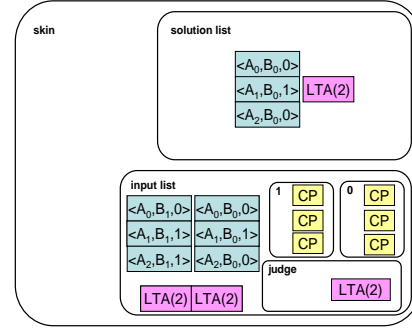 skin
solution list
<A0,B0,0>
<A1,B0,1> LTA(2)
<A2,B0,0>
input list
<A0,B1,0> <A0,B0,0>
<A1,B1,1> <A1,B0,1>
<A2,B1,1> <A2,B0,0>
LTA(2) LTA(2)
1
CP
CP
CP
0
CP
CP
CP
judge
LTA(2)